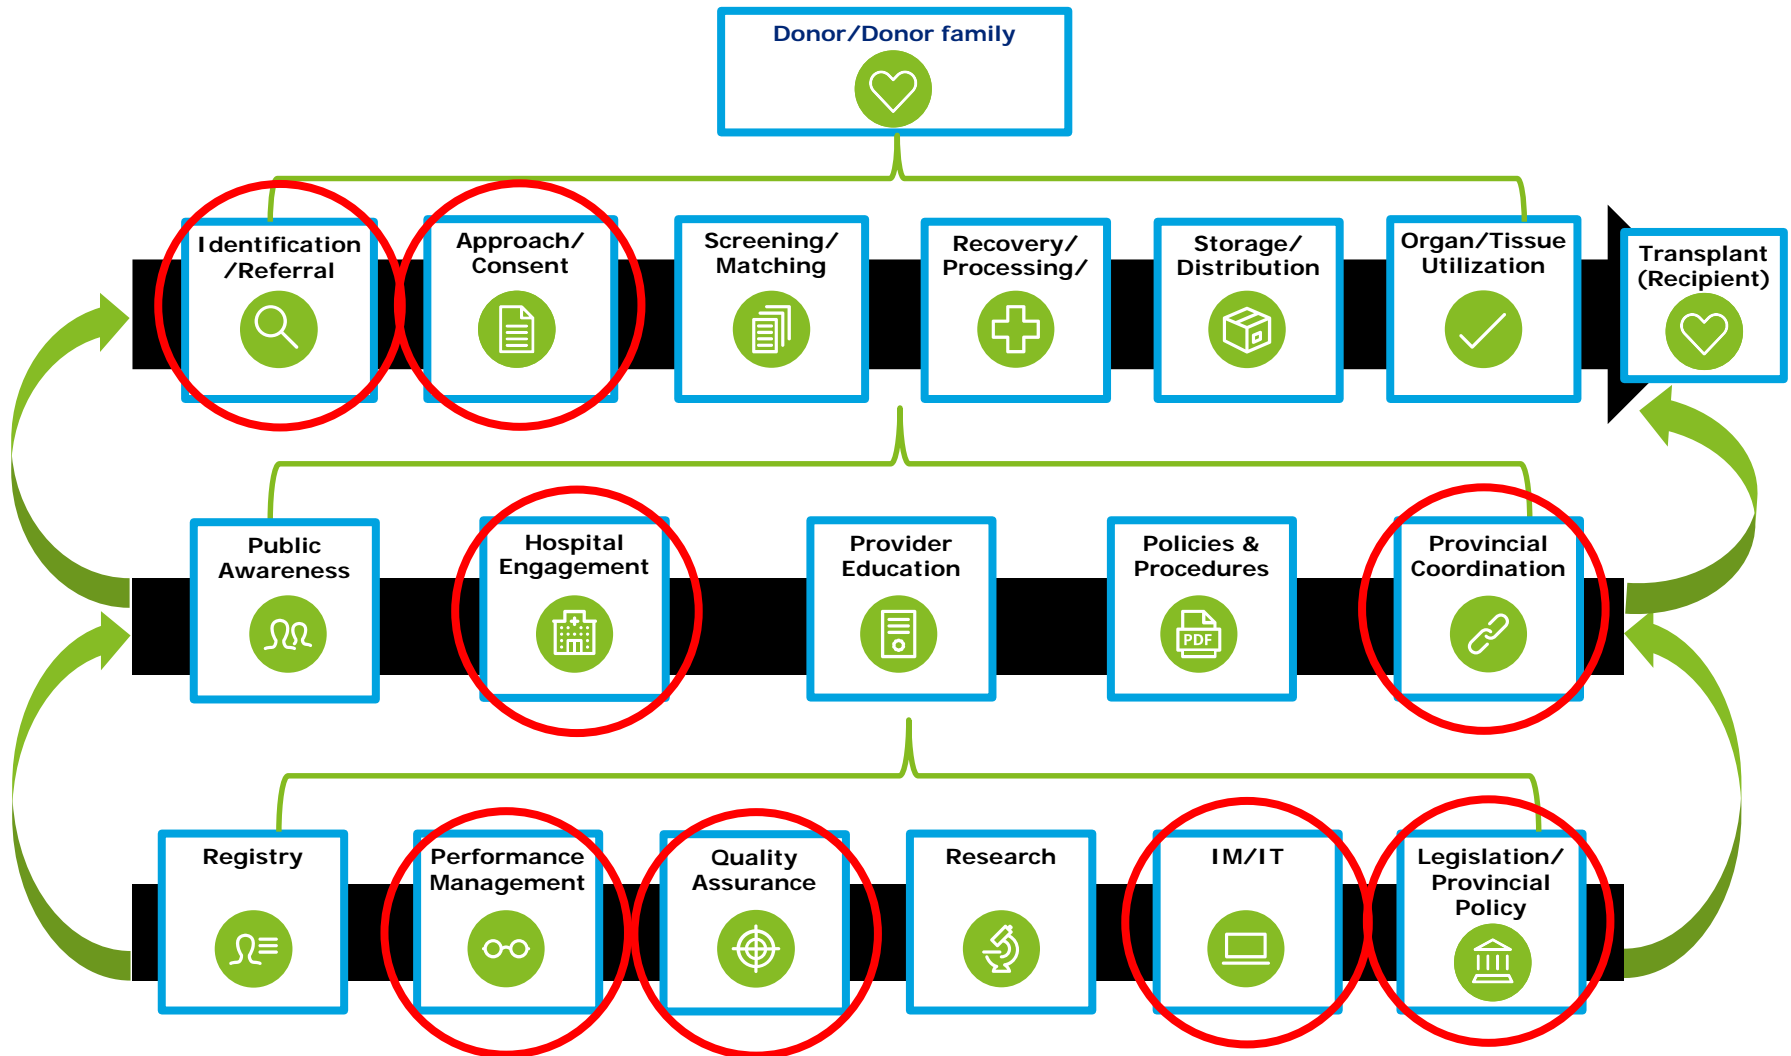 Donor/Donor family
Identification
/Referral
Approach/
Consent
Screening/
Matching
Recovery/
Processing/
Storage/
Distribution
Organ/Tissue
Utilization
Transplant
(Recipient)
Public
Awareness
Hospital
Engagement
Provider
Education
Policies &
Procedures
PDF
Provincial
Coordination
Registry
Performance
Management
Quality
Assurance
Research
IM/IT
Legislation/
Provincial
Policy